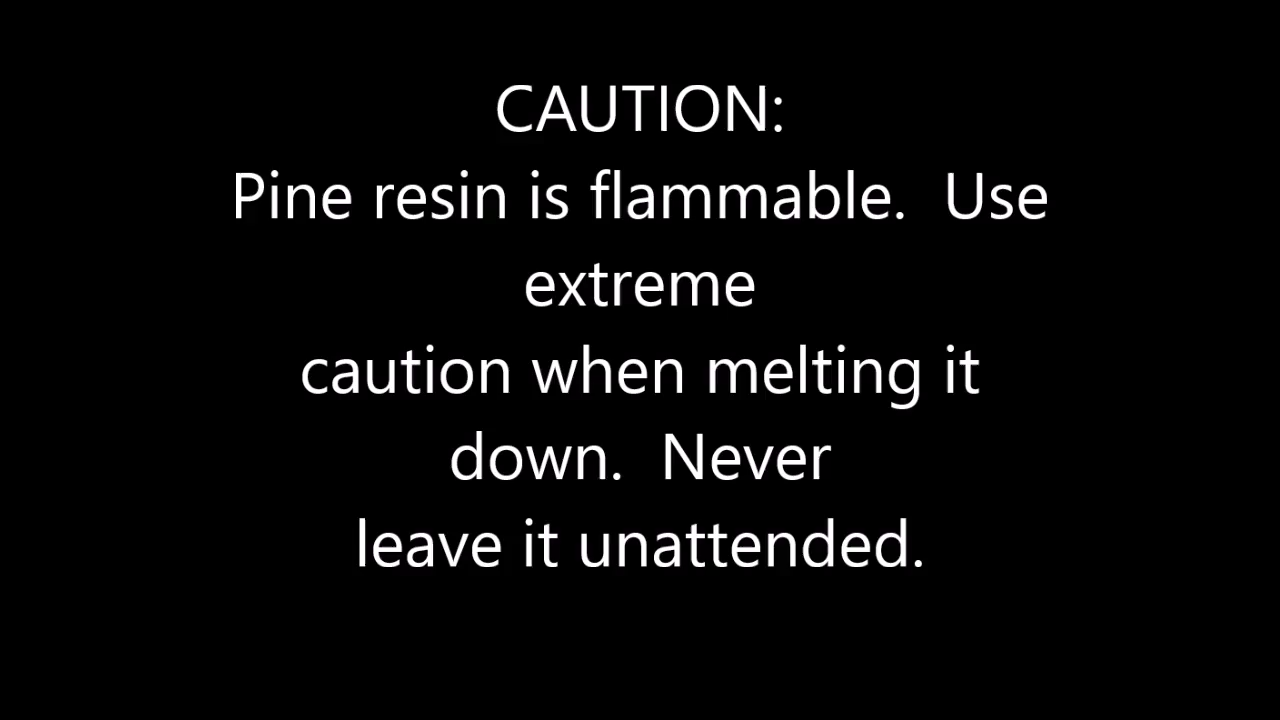 CAUTION:
Pine resin is flammable.  Use
extreme
caution when melting it
down.  Never
leave it unattended.